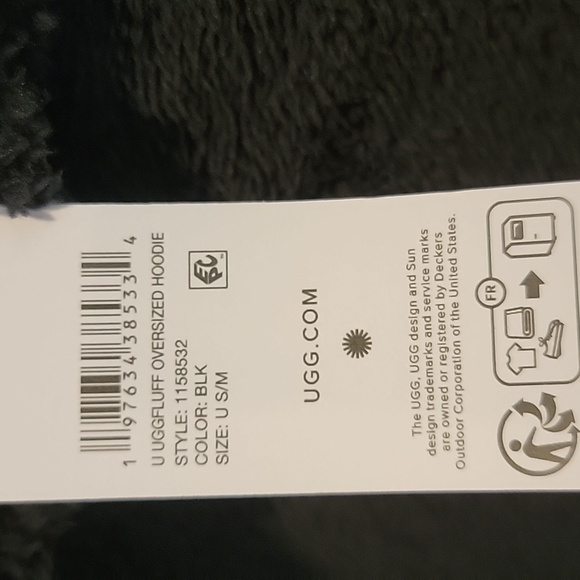 1 97634 38533 4
U UGGFLUFF OVERSIZED HOODIE
STYLE: 1158532
COLOR: BLK
SIZE: U S/M
EPC
UGG.COM
The UGG, UGG design and Sun
design trademarks and service marks
are owned or registered by Deckers
Outdoor Corporation of the United States.
FR